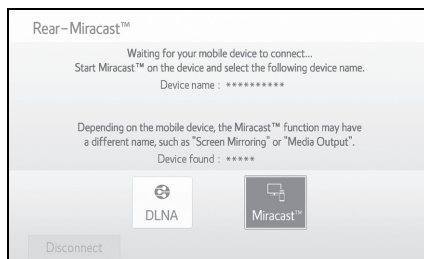 Rear-Miracast™
Waiting for your mobile device to connect...
Start Miracast™ on the device and select the following device name.
Device name : **********
Depending on the mobile device, the Miracast™ function may have
a different name, such as "Screen Mirroring" or "Media Output".
Device found : *****
DLNA
Miracast™
Disconnect